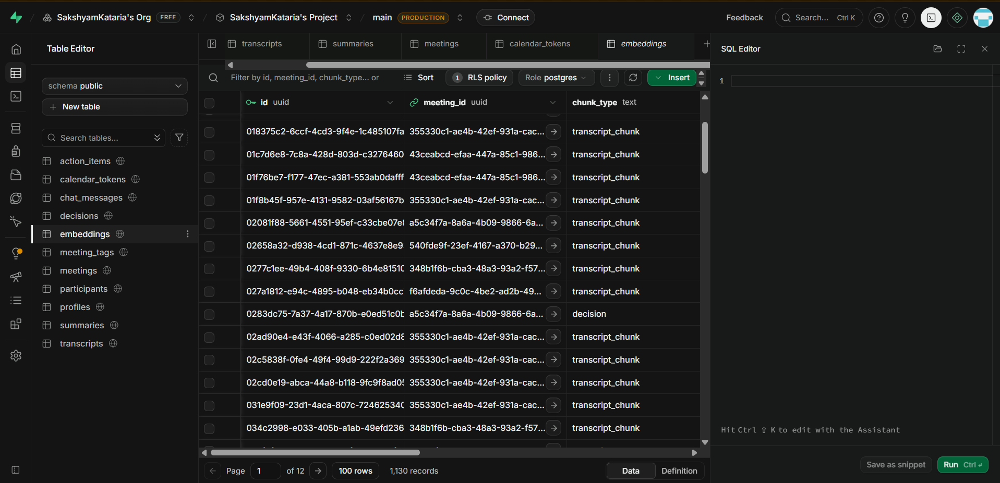 SakshyamKataria's Org FREE SakshyamKataria's Project main PRODUCTION Connect Feedback Search... Ctrl K
Table Editor
schema public
New table
Search tables...
action_items
calendar_tokens
chat_messages
decisions
embeddings
meeting_tags
meetings
participants
profiles
summaries
transcripts
transcripts summaries meetings calendar_tokens embeddings
Filter by id, meeting_id, chunk_type... or Sort 1 RLS policy Role postgres Insert
id uuid meeting_id uuid chunk_type text
018375c2-6ccf-4cd3-9f4e-1c485107fa 355330c1-ae4b-42ef-931a-cac... transcript_chunk
01c7d6e8-7c8a-428d-803d-c3276460 43ceabcd-efaa-447a-85c1-986... transcript_chunk
01f76be7-f177-47ec-a381-553ab0dafff 43ceabcd-efaa-447a-85c1-986... transcript_chunk
01f8b45f-957e-4131-9582-03af56167b 355330c1-ae4b-42ef-931a-cac... transcript_chunk
02081f88-5661-4551-95ef-c33cbe07e8 a5c34f7a-8a6a-4b09-9866-6a... transcript_chunk
02658a32-d938-4cd1-871c-4637e8e9 540fde9f-23ef-4167-a370-b29... transcript_chunk
0277c1ee-49b4-408f-9330-6b4e81510 348b1f6b-cba3-48a3-93a2-f57... transcript_chunk
027a1812-e94c-4895-b048-eb34b0cc f6afdeda-9c0c-4be2-ad2b-49... transcript_chunk
0283dc75-7a37-4a17-870b-e0ed51c0b a5c34f7a-8a6a-4b09-9866-6a... decision
02ad90e4-e43f-4066-a285-c0ed02d8 355330c1-ae4b-42ef-931a-cac... transcript_chunk
02c5838f-0fe4-49f4-99d9-222f2a369 355330c1-ae4b-42ef-931a-cac... transcript_chunk
02cd0e19-abca-44a8-b118-9fc9f8ad05 355330c1-ae4b-42ef-931a-cac... transcript_chunk
031e9f09-23d1-4aca-807c-724625340 355330c1-ae4b-42ef-931a-cac... transcript_chunk
034c2998-e033-405b-a1ab-49efd236 348b1f6b-cba3-48a3-93a2-f57... transcript_chunk
Page 1 of 12 100 rows 1,130 records Data Definition
SQL Editor
1
Hit Ctrl ⇧ K to edit with the Assistant
Save as snippet Run Ctrl ↵